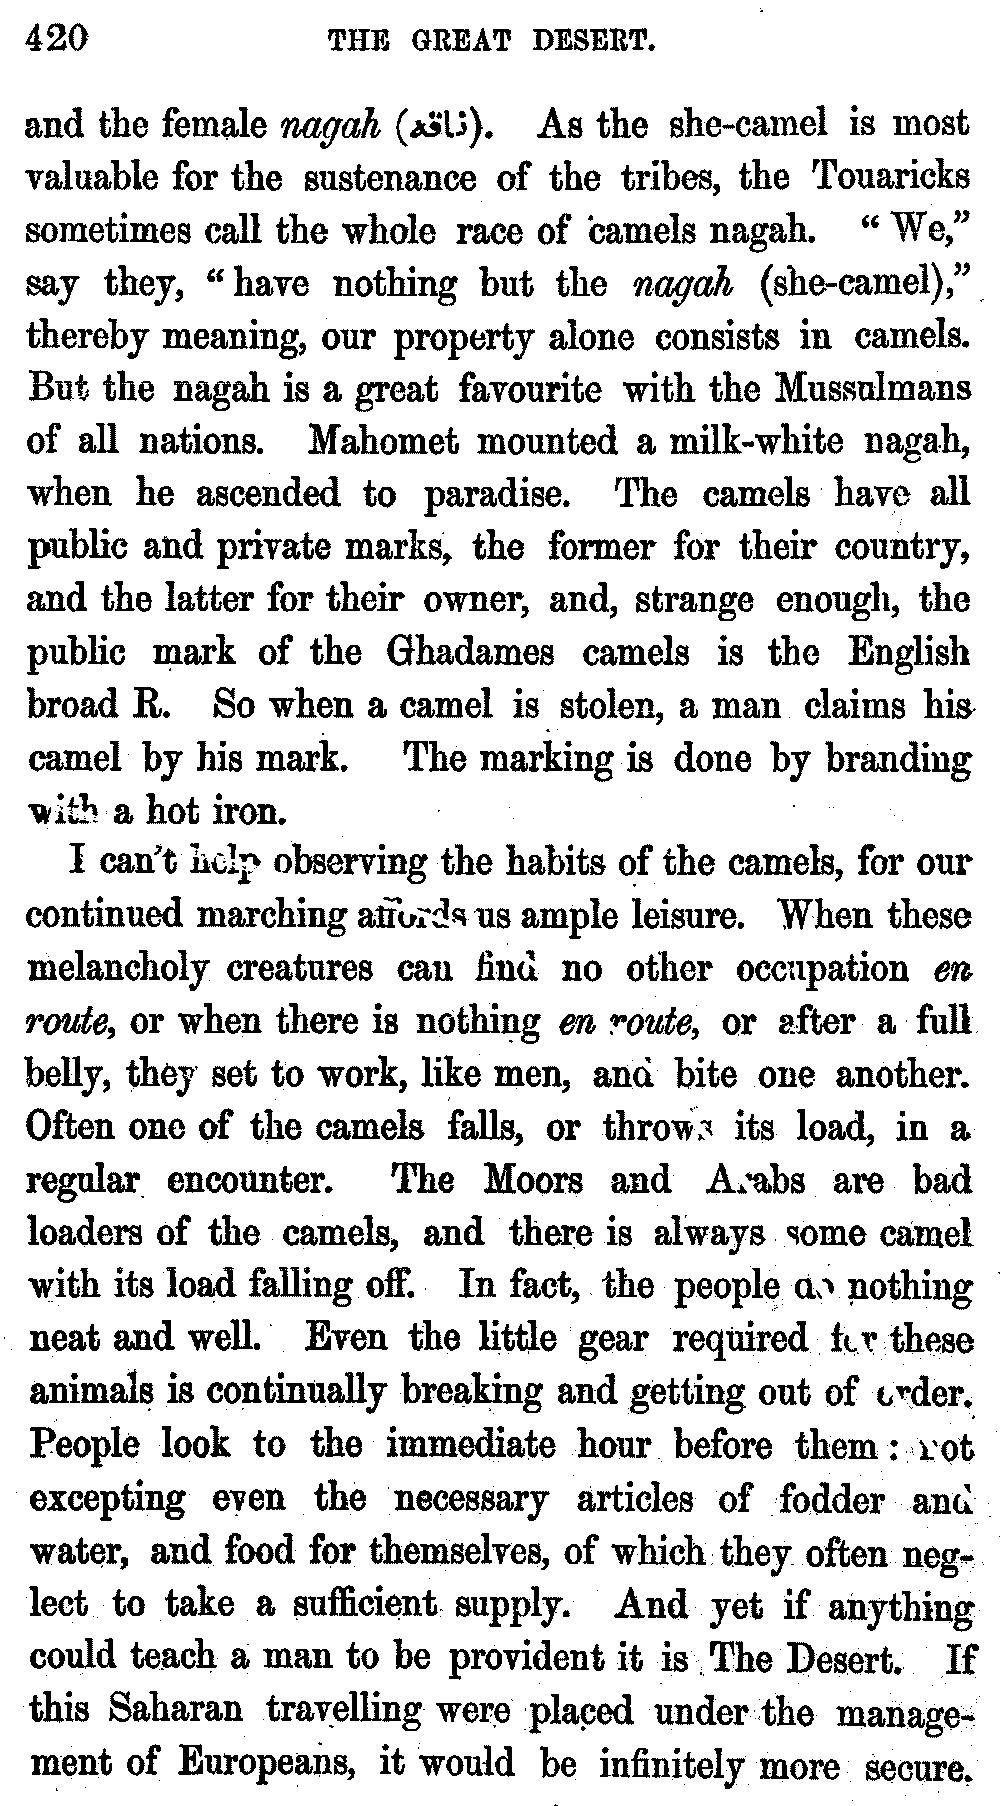 420 THE GREAT DESERT.
and the female nagah (ناقه). As the she-camel is most
valuable for the sustenance of the tribes, the Touaricks
sometimes call the whole race of camels nagah. “We,”
say they, “have nothing but the nagah (she-camel),”
thereby meaning, our property alone consists in camels.
But the nagah is a great favourite with the Mussulmans
of all nations. Mahomet mounted a milk-white nagah,
when he ascended to paradise. The camels have all
public and private marks, the former for their country,
and the latter for their owner, and, strange enough, the
public mark of the Ghadames camels is the English
broad R. So when a camel is stolen, a man claims his
camel by his mark. The marking is done by branding
with a hot iron.
I can't help observing the habits of the camels, for our
continued marching affords us ample leisure. When these
melancholy creatures can find no other occupation en
route, or when there is nothing en route, or after a full
belly, they set to work, like men, and bite one another.
Often one of the camels falls, or throws its load, in a
regular encounter. The Moors and Arabs are bad
loaders of the camels, and there is always some camel
with its load falling off. In fact, the people do nothing
neat and well. Even the little gear required for these
animals is continually breaking and getting out of order.
People look to the immediate hour before them: not
excepting even the necessary articles of fodder and
water, and food for themselves, of which they often neg-
lect to take a sufficient supply. And yet if anything
could teach a man to be provident it is The Desert. If
this Saharan travelling were placed under the manage-
ment of Europeans, it would be infinitely more secure.